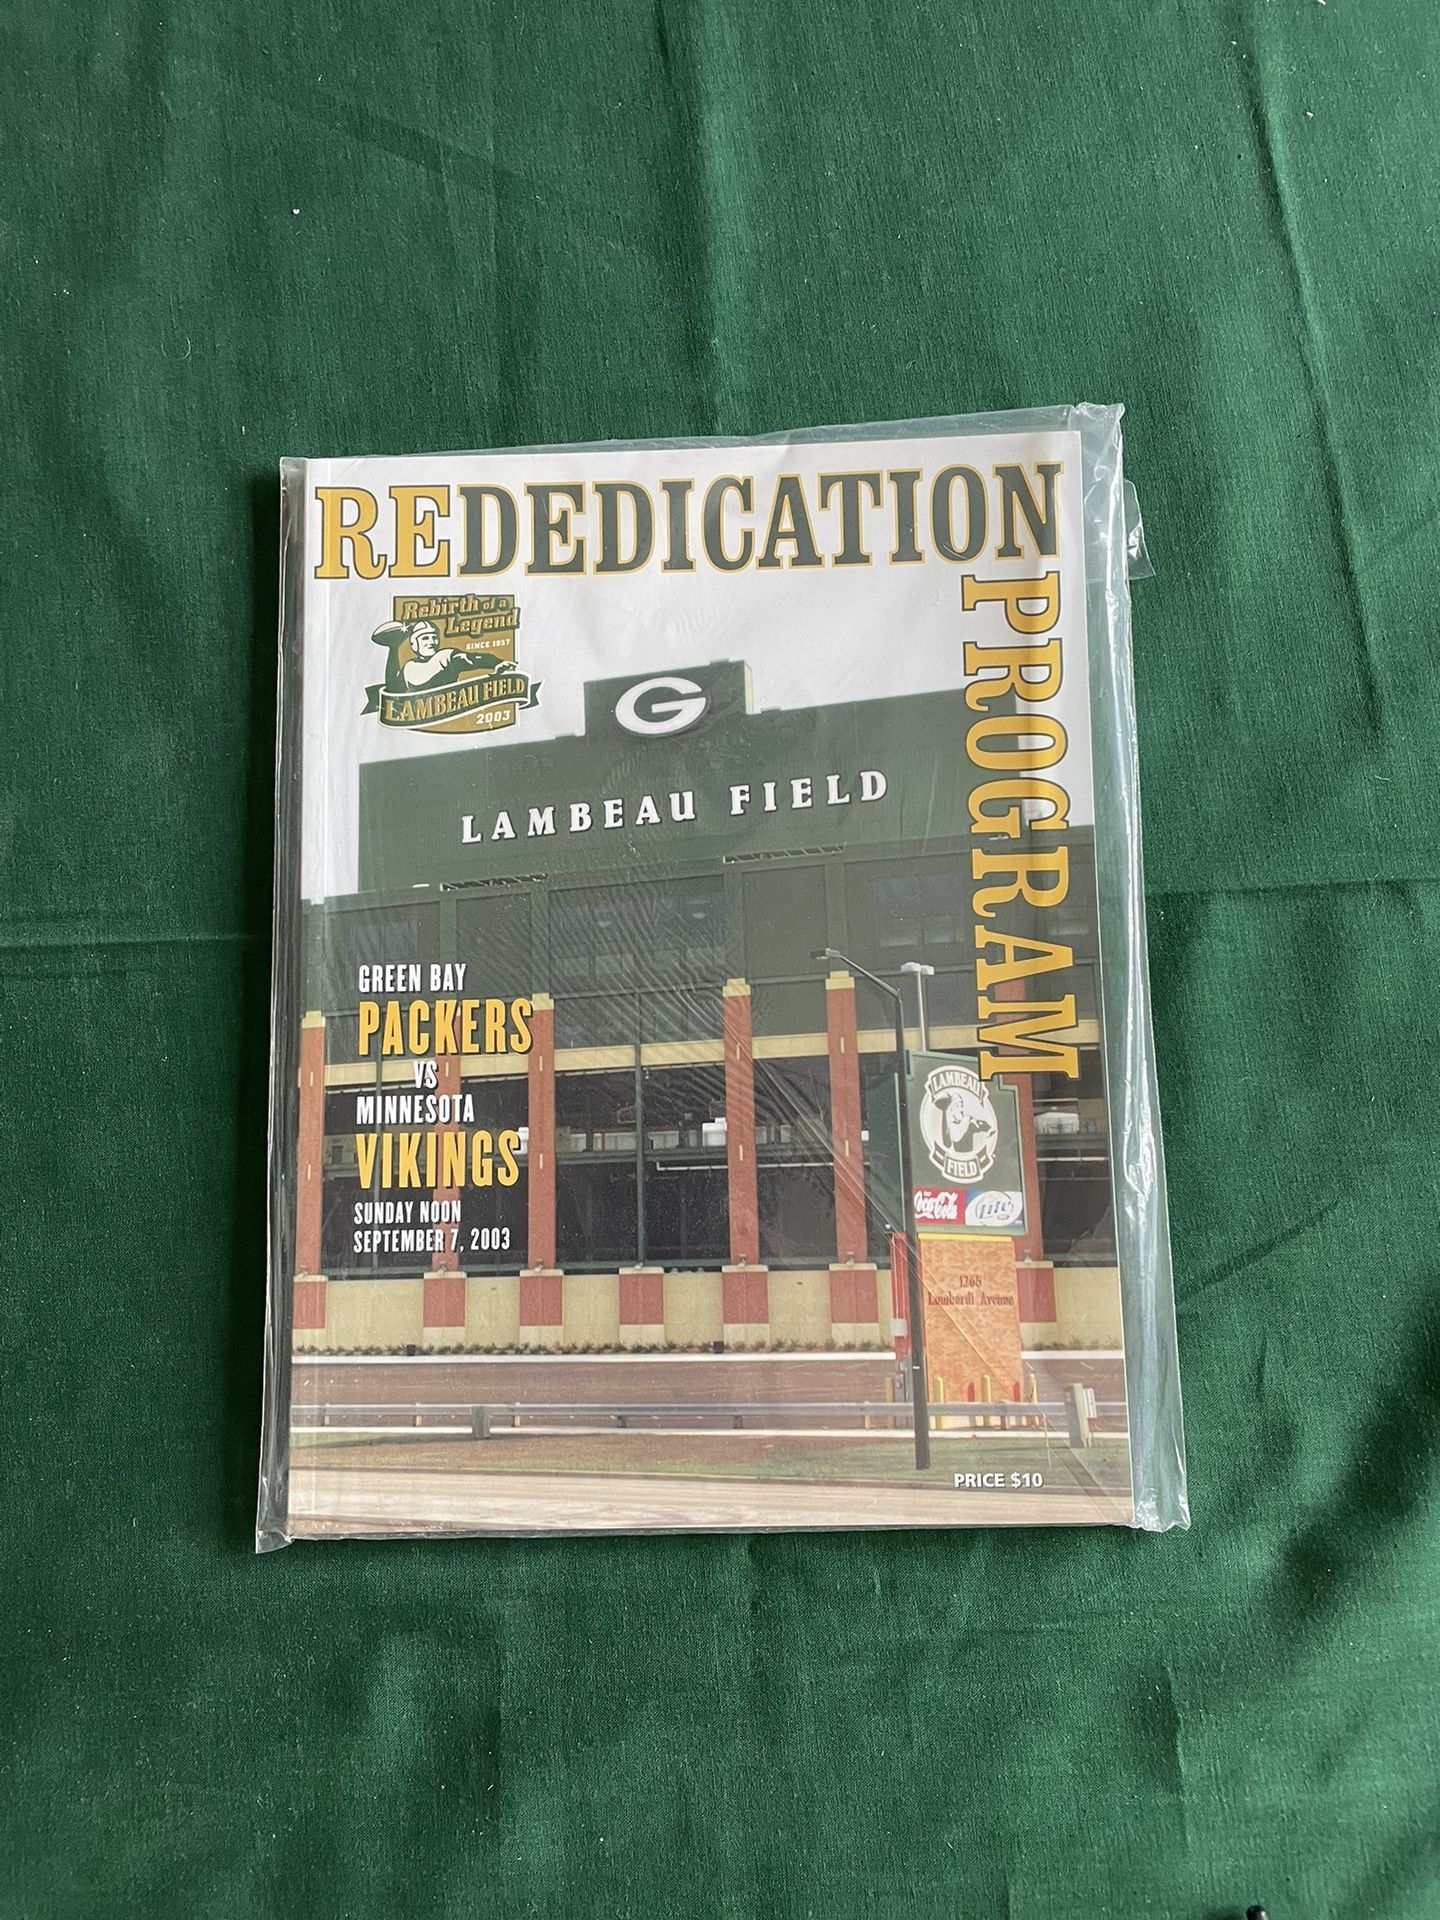 REDEDICATION
PROGRAM
Rebirth of a
Legend
SINCE 1957
LAMBEAU FIELD
2003
G
LAMBEAU FIELD
GREEN BAY
PACKERS
VS
MINNESOTA
VIKINGS
SUNDAY NOON
SEPTEMBER 7, 2003
LAMBEAU
FIELD
Coca-Cola
Lite
1265
Lombardi Avenue
PRICE $10